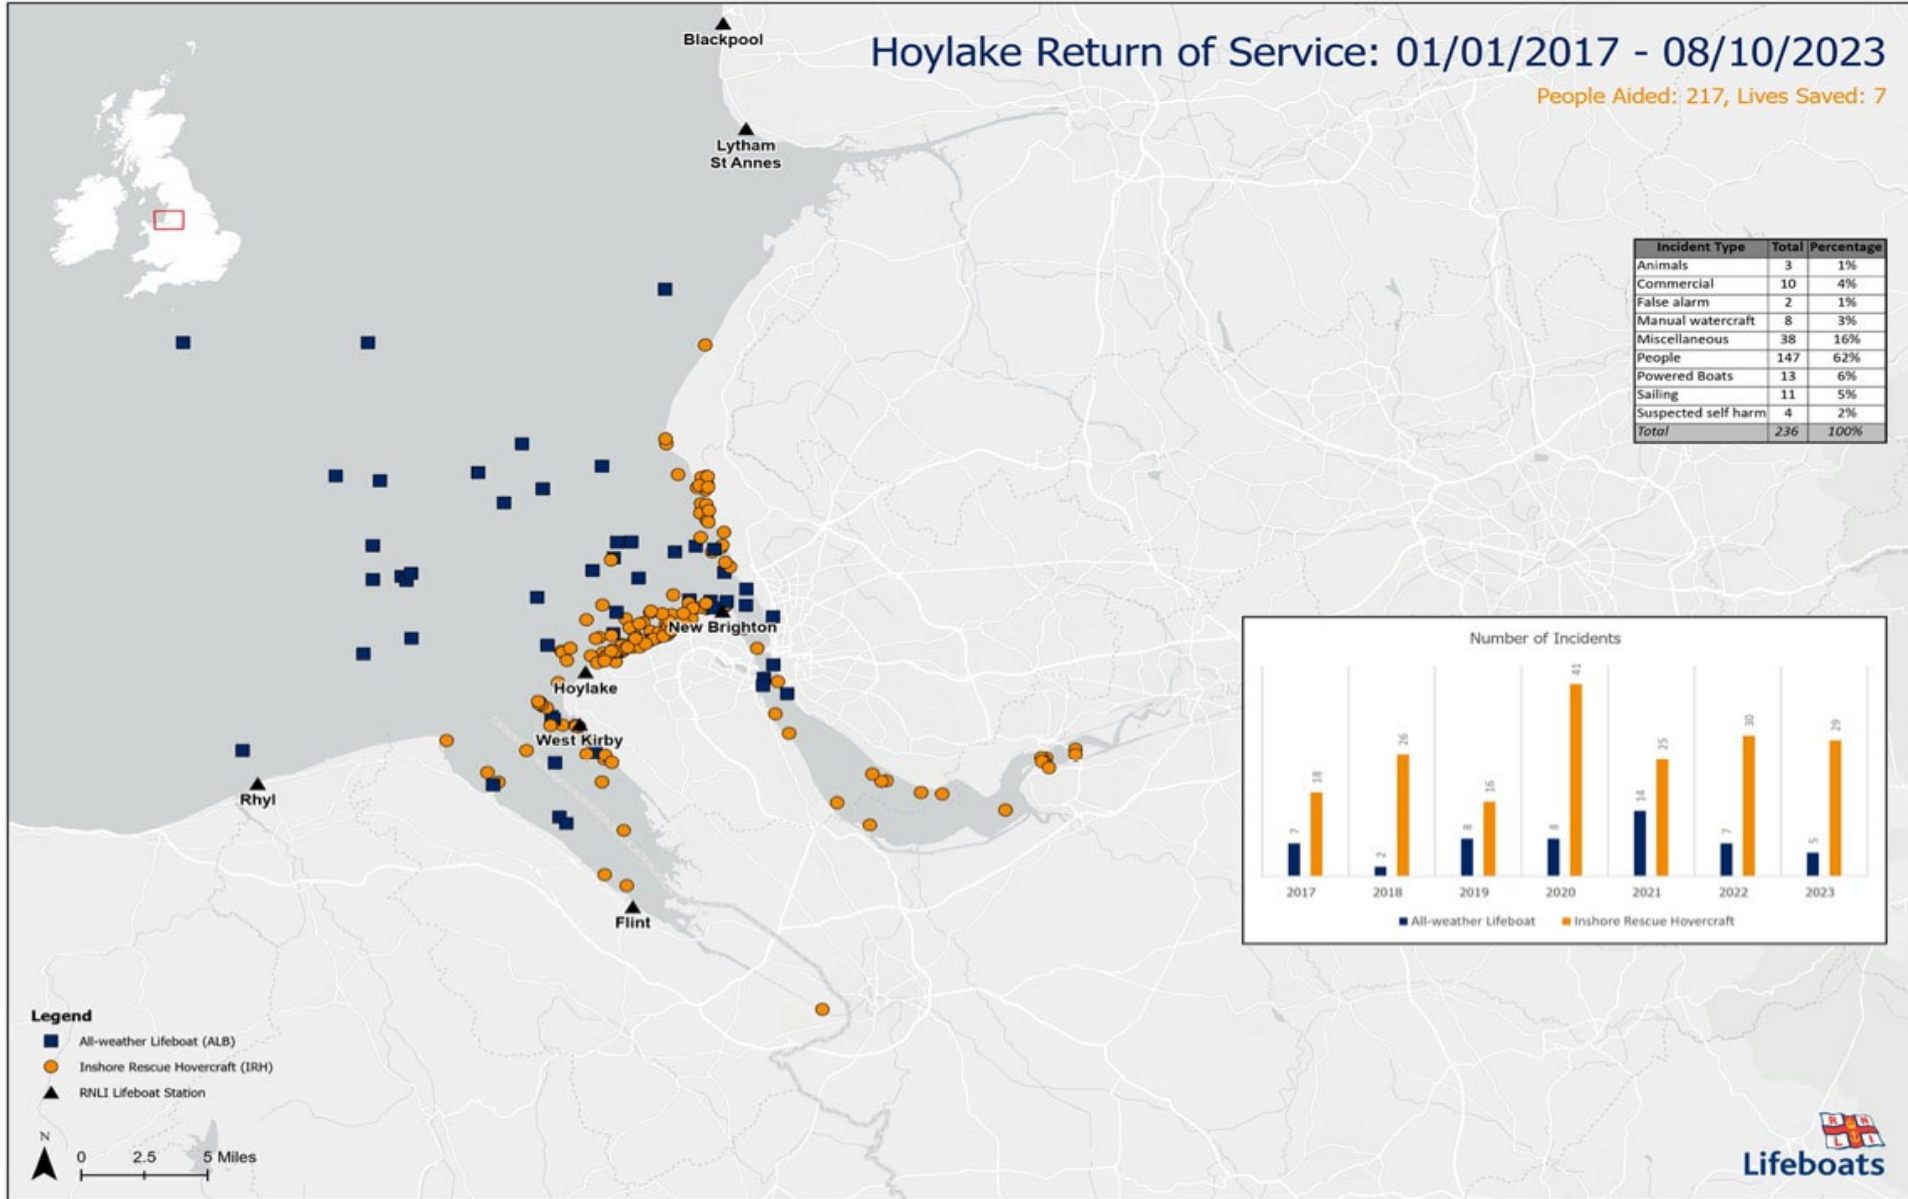 Blackpool
Hoylake Return of Service: 01/01/2017 - 08/10/2023
People Aided: 217, Lives Saved: 7
Lytham
St Annes
Incident Type Total Percentage
Animals 3 1%
Commercial 10 4%
False alarm 2 1%
Manual watercraft 8 3%
Miscellaneous 38 16%
People 147 62%
Powered Boats 13 6%
Sailing 11 5%
Suspected self harm 4 2%
Total 236 100%
New Brighton
Hoylake
West Kirby
Rhyl
Flint
Number of Incidents
7 18 2 26 8 16 8 41 14 25 7 30 5 29
2017 2018 2019 2020 2021 2022 2023
All-weather Lifeboat Inshore Rescue Hovercraft
Legend
All-weather Lifeboat (ALB)
Inshore Rescue Hovercraft (IRH)
RNLI Lifeboat Station
N
0 2.5 5 Miles
R N
L I
Lifeboats